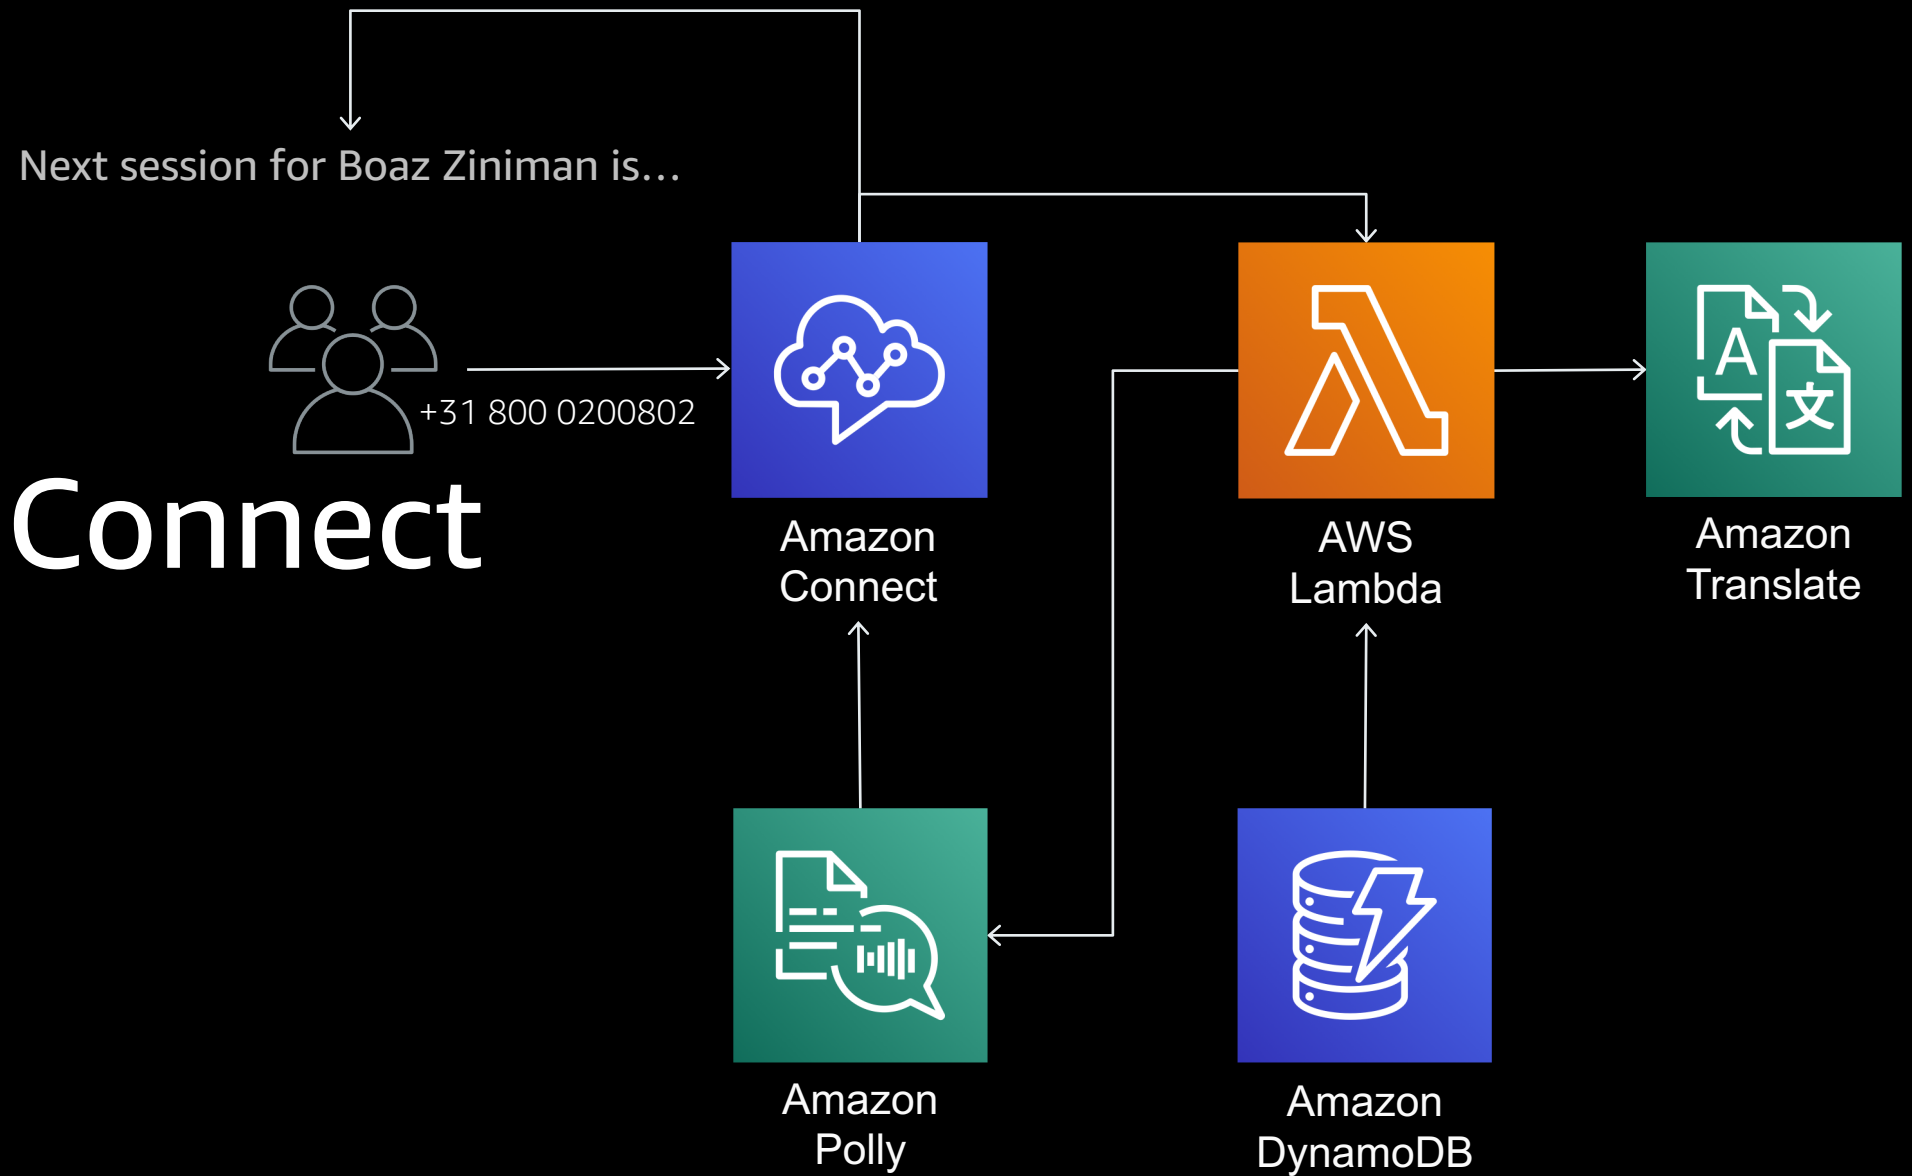 Next session for Boaz Ziniman is…
+31 800 0200802
Connect
Amazon
Connect
AWS
Lambda
Amazon
Translate
A
文
Amazon
Polly
Amazon
DynamoDB